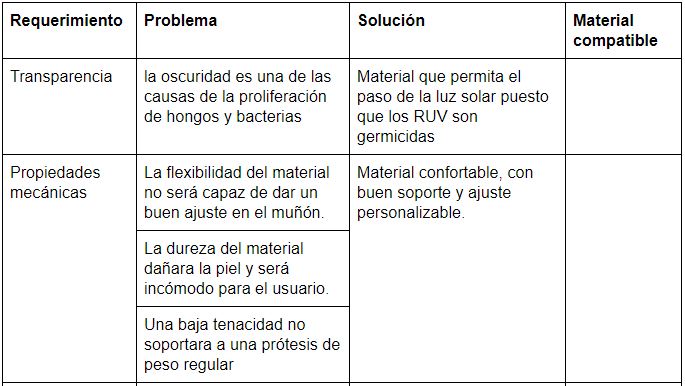 Requerimiento Problema Solución Material
compatible
Transparencia la oscuridad es una de las Material que permita el
causas de la proliferación paso de la luz solar puesto
de hongos y bacterias que los RUV son
germicidas
Propiedades La flexibilidad del material Material confortable, con
mecánicas no será capaz de dar un buen soporte y ajuste
buen ajuste en el muñón. personalizable.
La dureza del material
dañara la piel y será
incómodo para el usuario.
Una baja tenacidad no
soportara a una prótesis de
peso regular